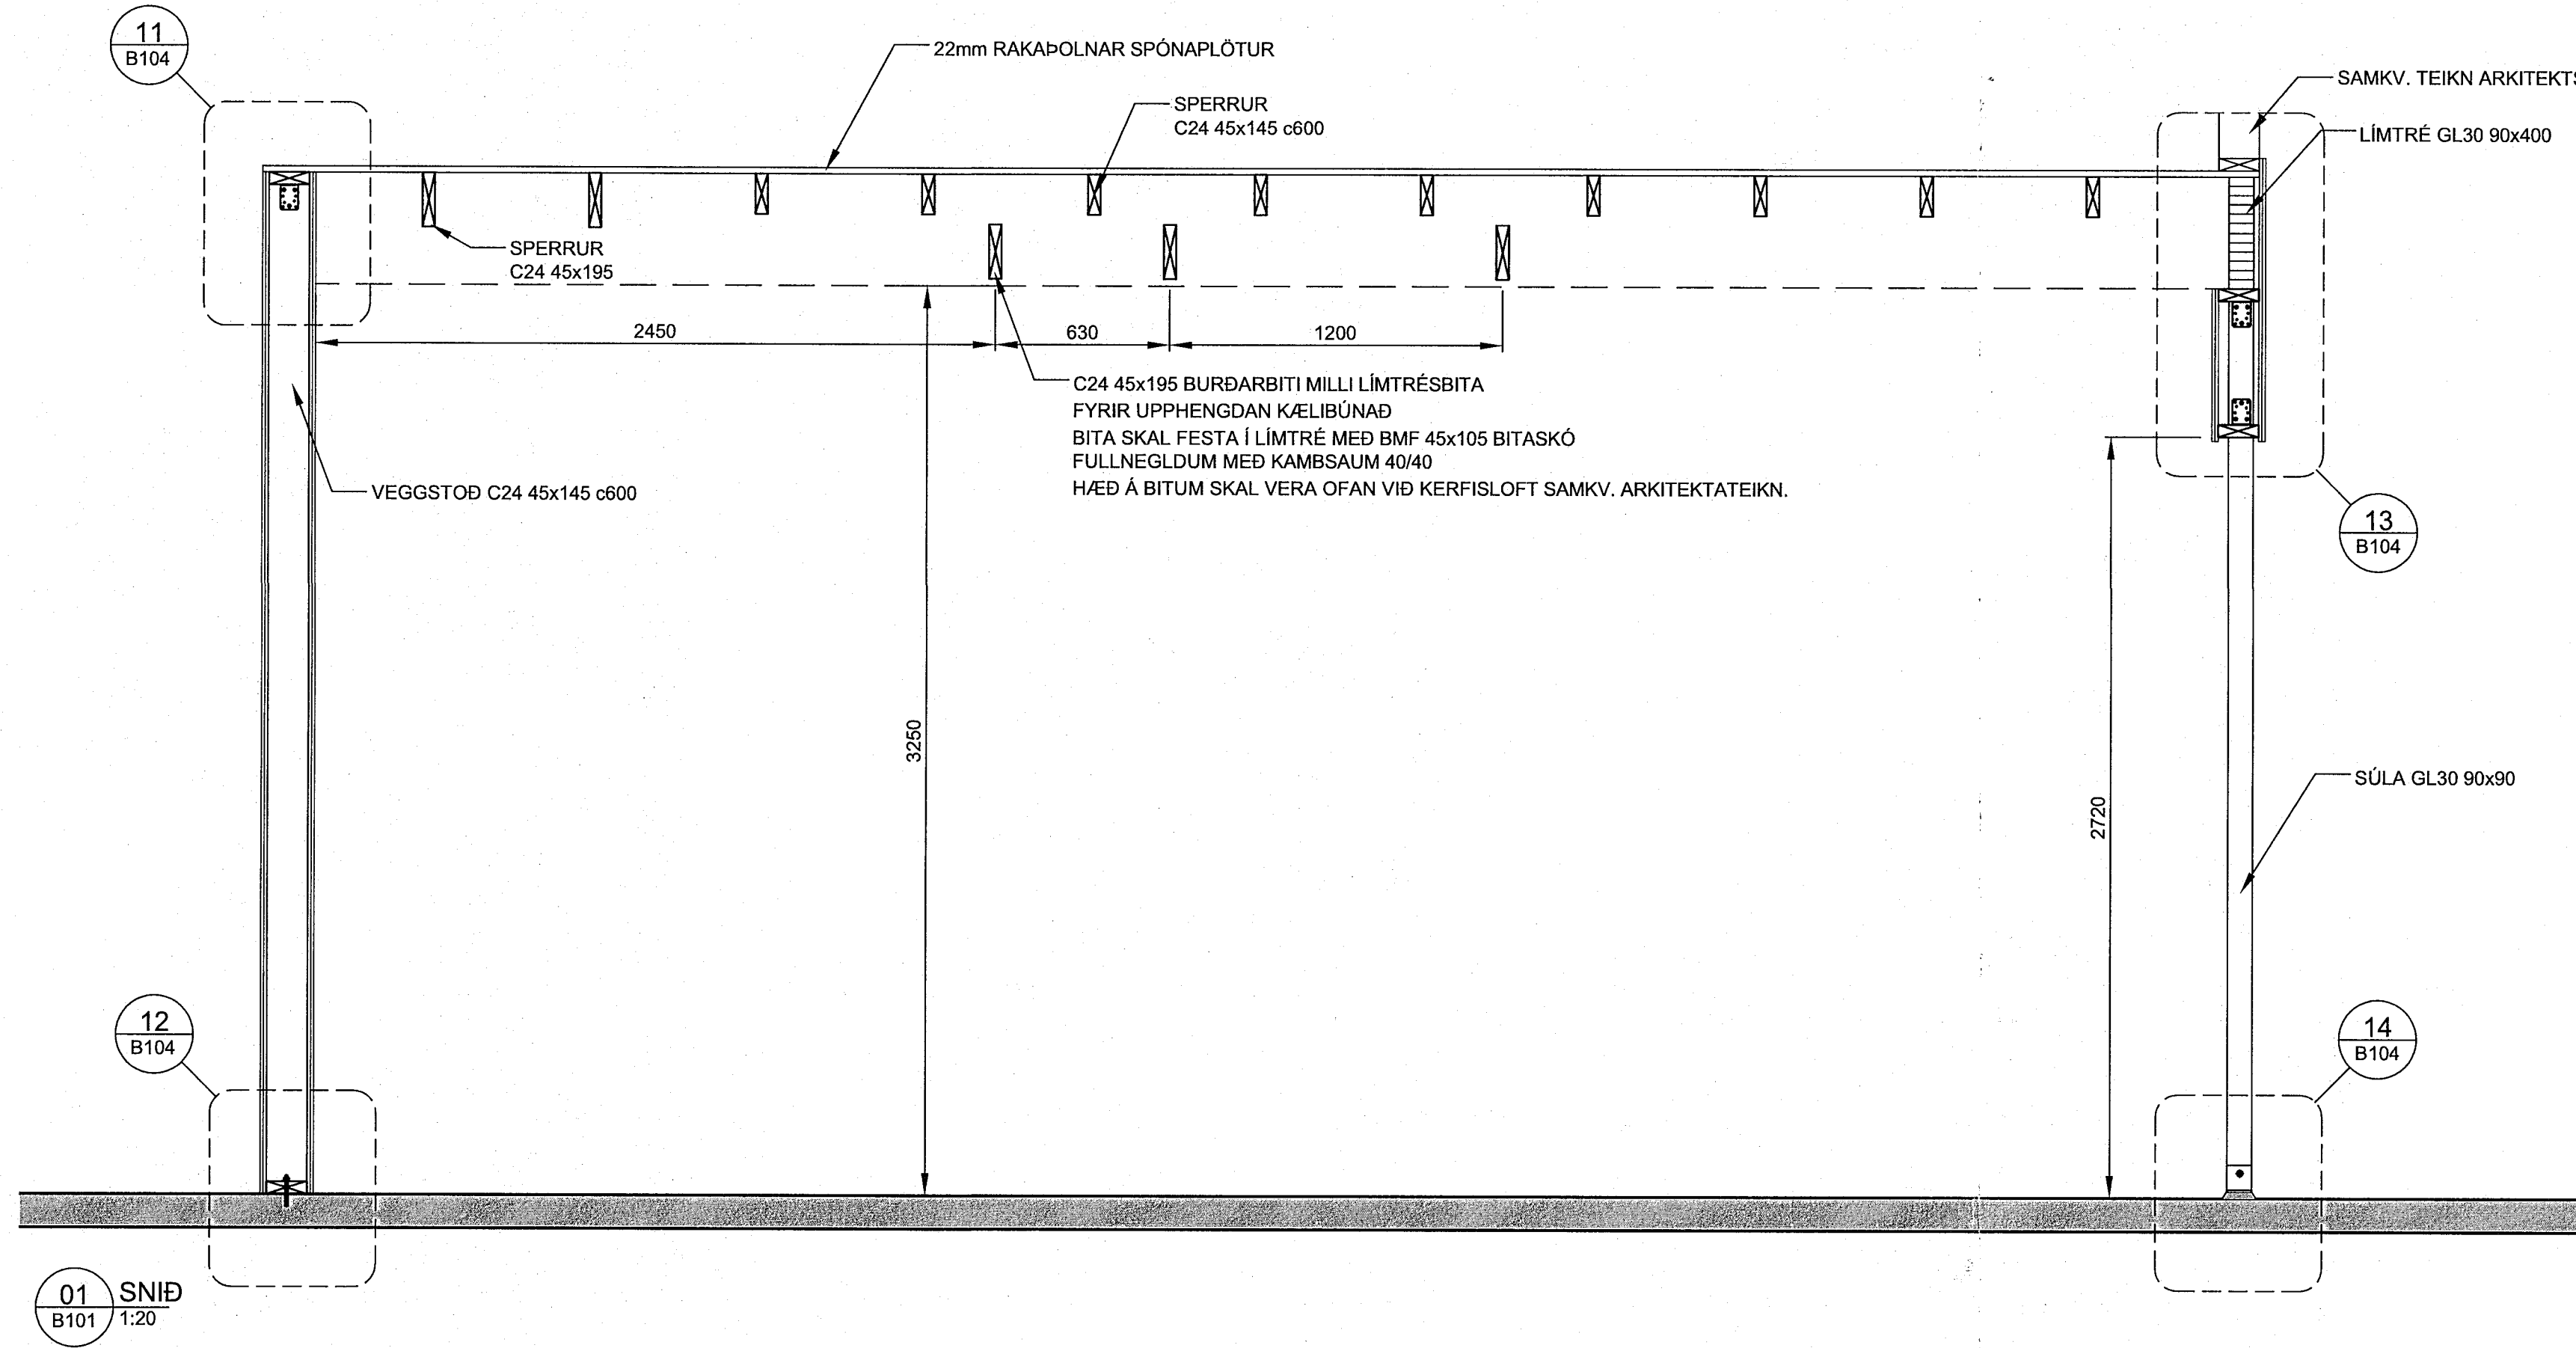 11
B104
22mm RAKAÞOLNAR SPÓNAPLÖTUR
SPERRUR
C24 45x145 c600
SAMKV. TEIKN ARKITEKTS
LÍMTRÉ GL30 90x400
SPERRUR
C24 45x195
2450
630
1200
C24 45x195 BURÐARBITI MILLI LÍMTRÉSBITA
FYRIR UPPHENGDAN KÆLIBÚNAÐ
BITA SKAL FESTA Í LÍMTRÉ MEÐ BMF 45x105 BITASKÓ
FULLNEGLDUM MEÐ KAMBSAUM 40/40
HÆÐ Á BITUM SKAL VERA OFAN VIÐ KERFISLOFT SAMKV. ARKITEKTATEIKN.
VEGGSTOÐ C24 45x145 c600
13
B104
3250
2720
SÚLA GL30 90x90
12
B104
14
B104
01
B101
SNIÐ
1:20